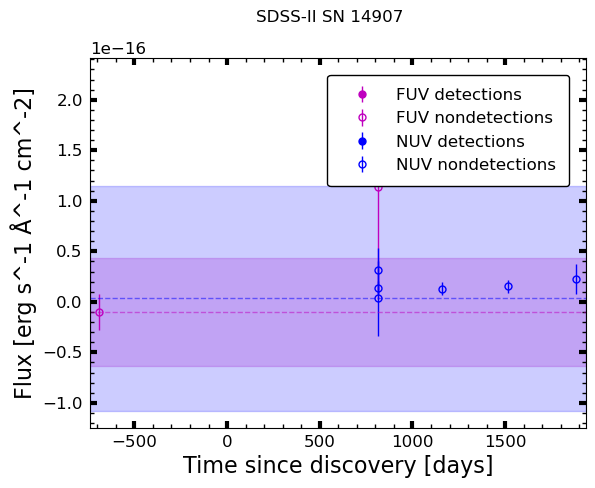 SDSS-II SN 14907
1e−16
FUV detections
FUV nondetections
NUV detections
NUV nondetections
2.0
1.5
1.0
0.5
0.0
−0.5
−1.0
Flux [erg s^-1 Å^-1 cm^-2]
−500 0 500 1000 1500
Time since discovery [days]